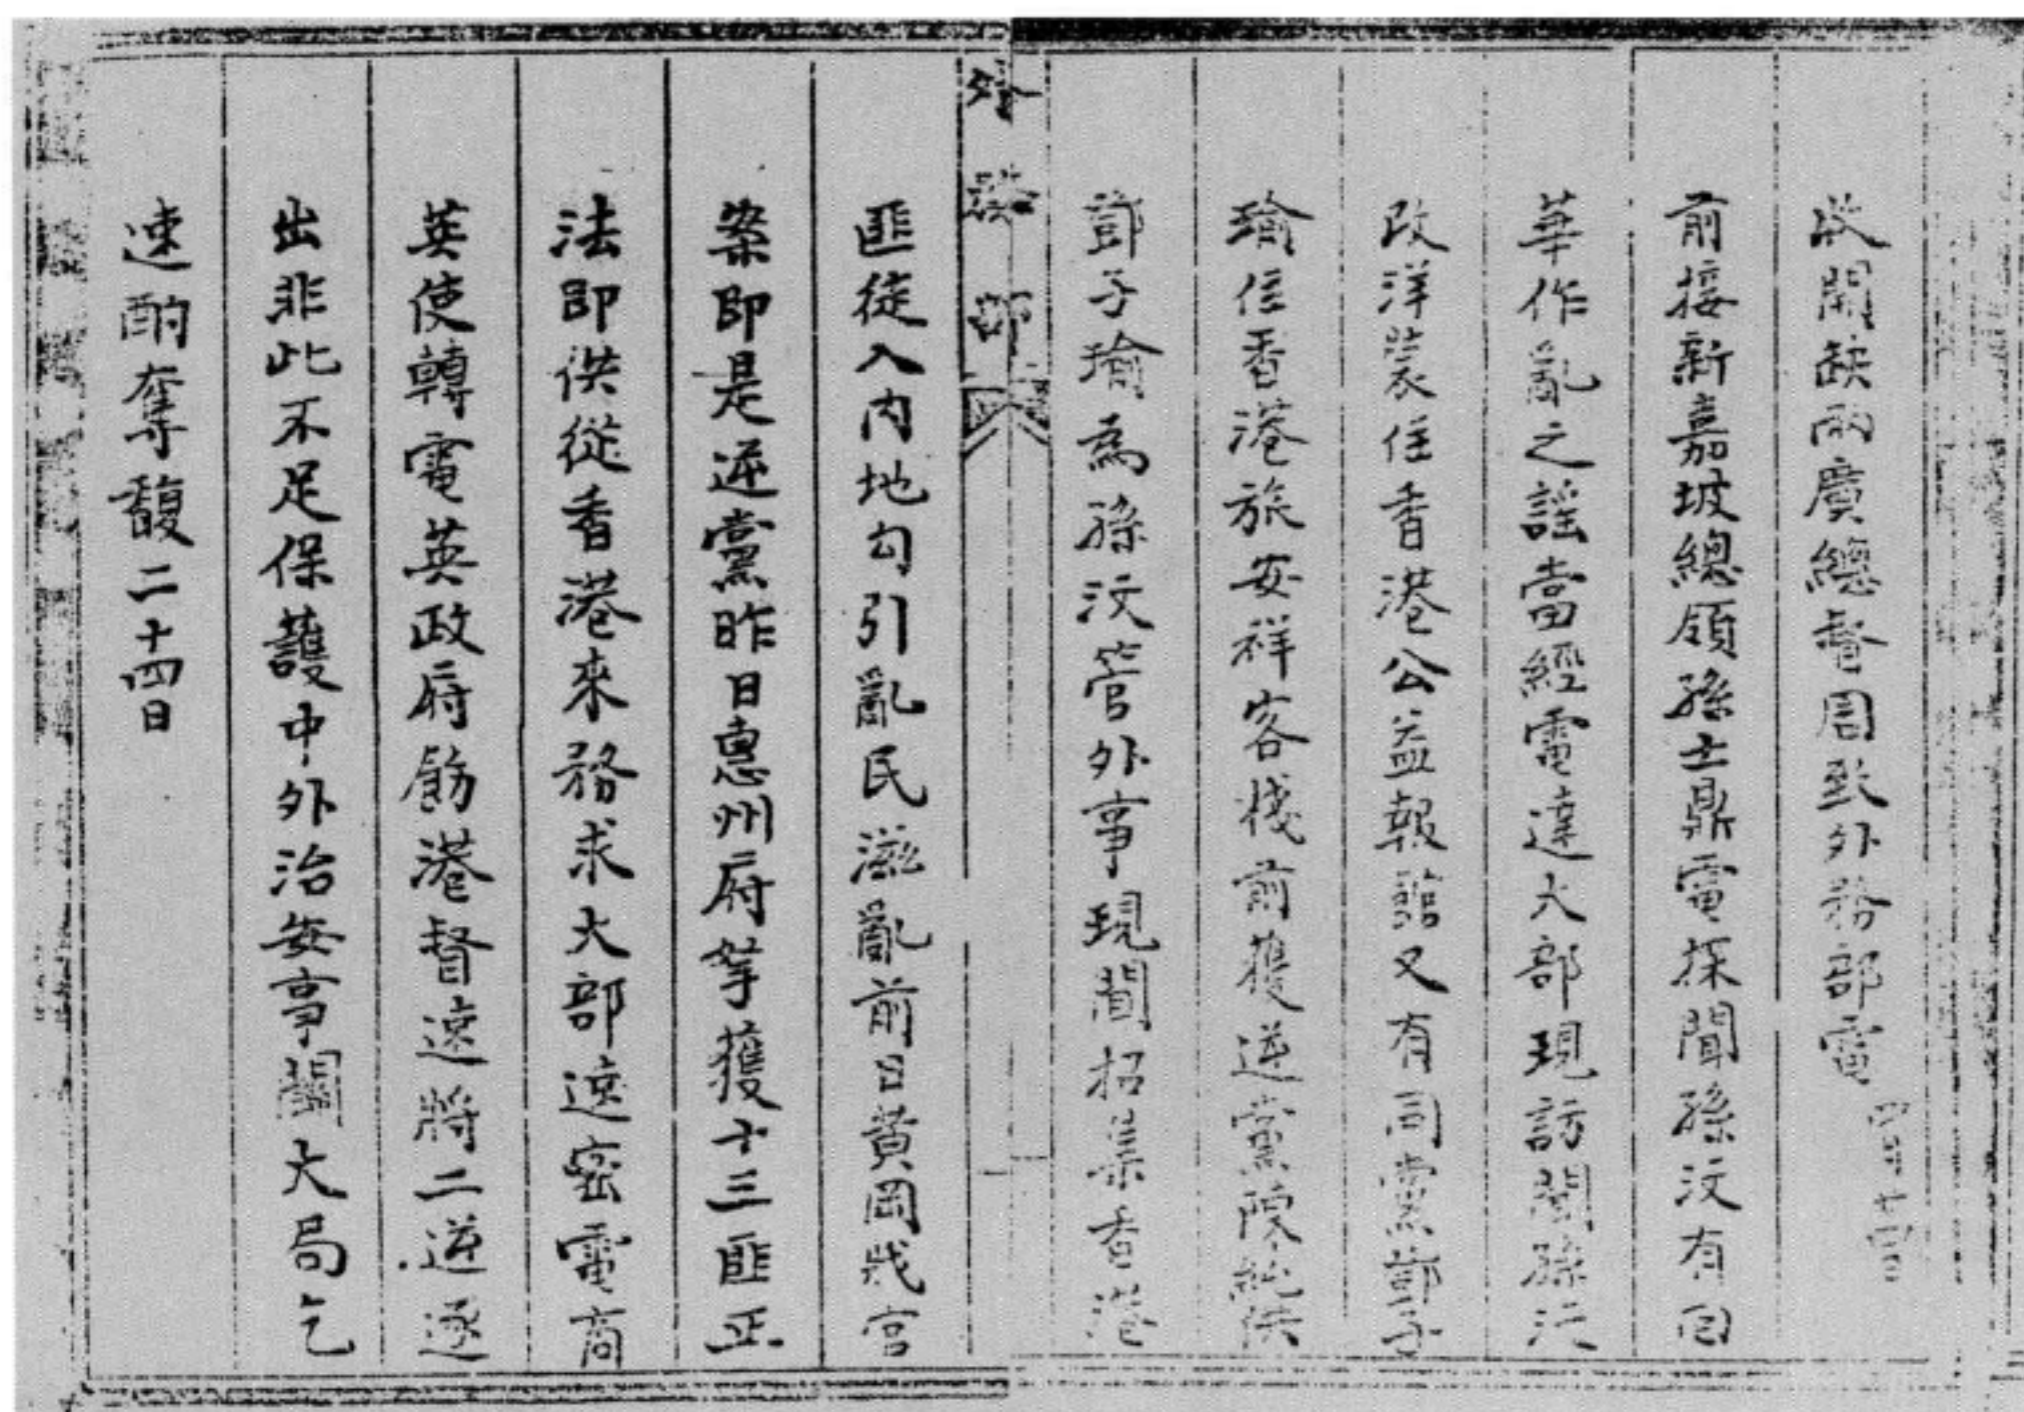 收開缺兩廣總督周致外務部電 四月廿四日
前接新嘉坡總領孫士鼎電探聞孫汶有回
華作亂之謠當經電達大部現訪聞孫汶
改洋裝住香港公益報館又有同黨鄧子
瑜住香港旅安祥客棧前獲逆黨陳純供
鄧子瑜為孫汶管外事現聞招集香港
外務部
匪徒入內地勾引亂民滋亂前日黃岡戕官
案即是逆黨昨日惠州府拏獲十三匪正
法即供從香港來務求大部速密電商
英使轉電英政府飭港督速將二逆逐
出非此不足保護中外治安事關大局乞
速酌奪馥二十四日